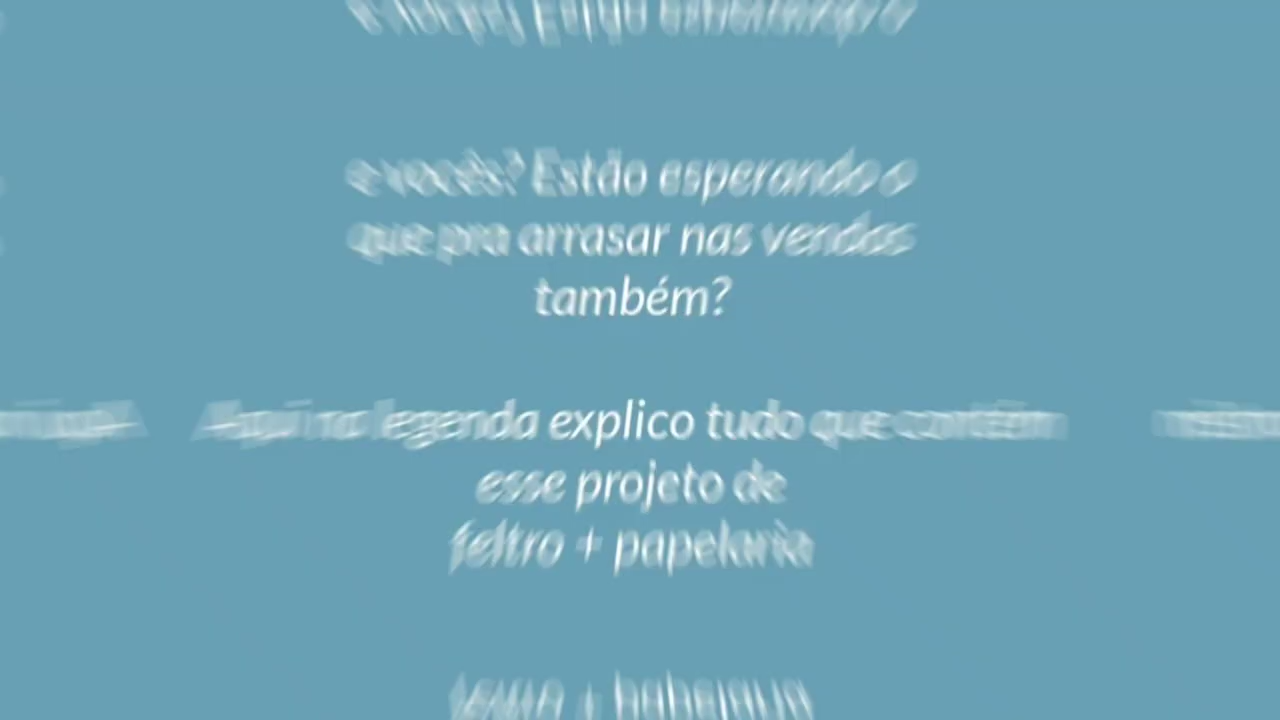 e vocês? Estão esperando o
que pra arrasar nas vendas
também?
Aqui na legenda explico tudo que contém
esse projeto de
feltro + papelaria